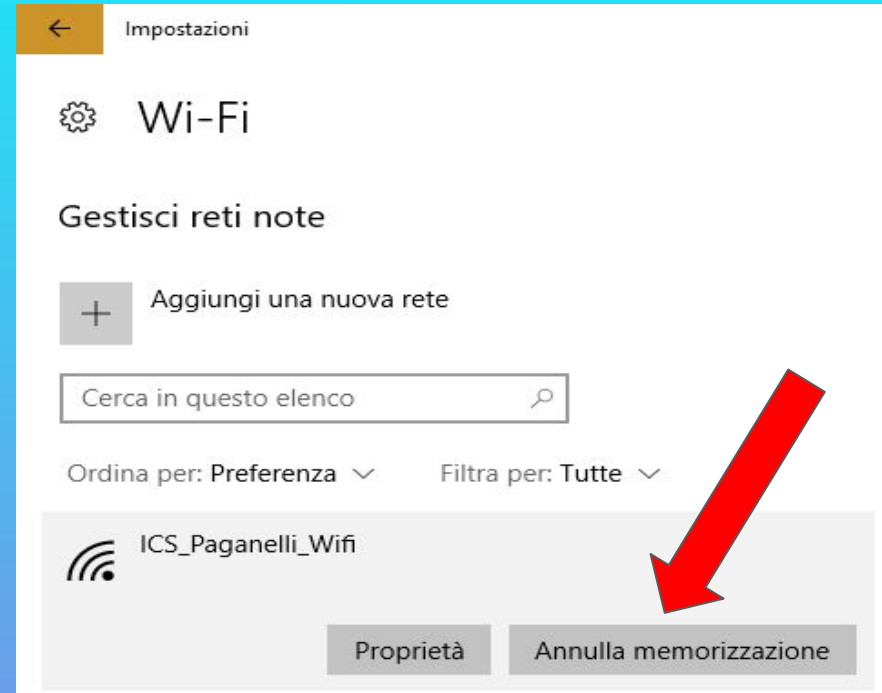 Impostazioni
Wi-Fi
Gestisci reti note
Aggiungi una nuova rete
Cerca in questo elenco
Ordina per: Preferenza Filtra per: Tutte
ICS_Paganelli_Wifi
Proprietà Annulla memorizzazione